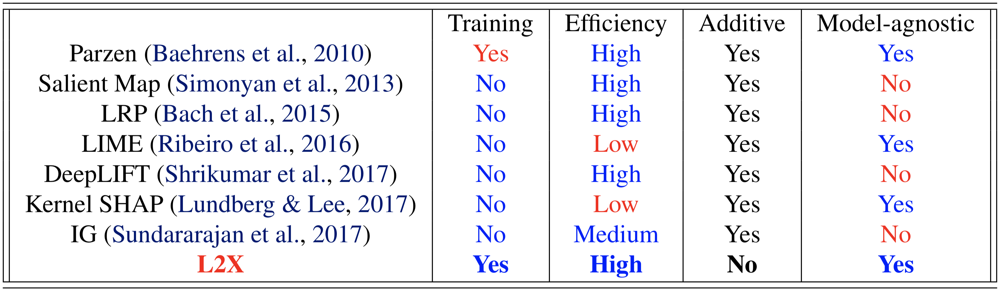 Training Efficiency Additive Model-agnostic
Parzen (Baehrens et al., 2010) Yes High Yes Yes
Salient Map (Simonyan et al., 2013) No High Yes No
LRP (Bach et al., 2015) No High Yes No
LIME (Ribeiro et al., 2016) No Low Yes Yes
DeepLIFT (Shrikumar et al., 2017) No High Yes No
Kernel SHAP (Lundberg & Lee, 2017) No Low Yes Yes
IG (Sundararajan et al., 2017) No Medium Yes No
L2X Yes High No Yes